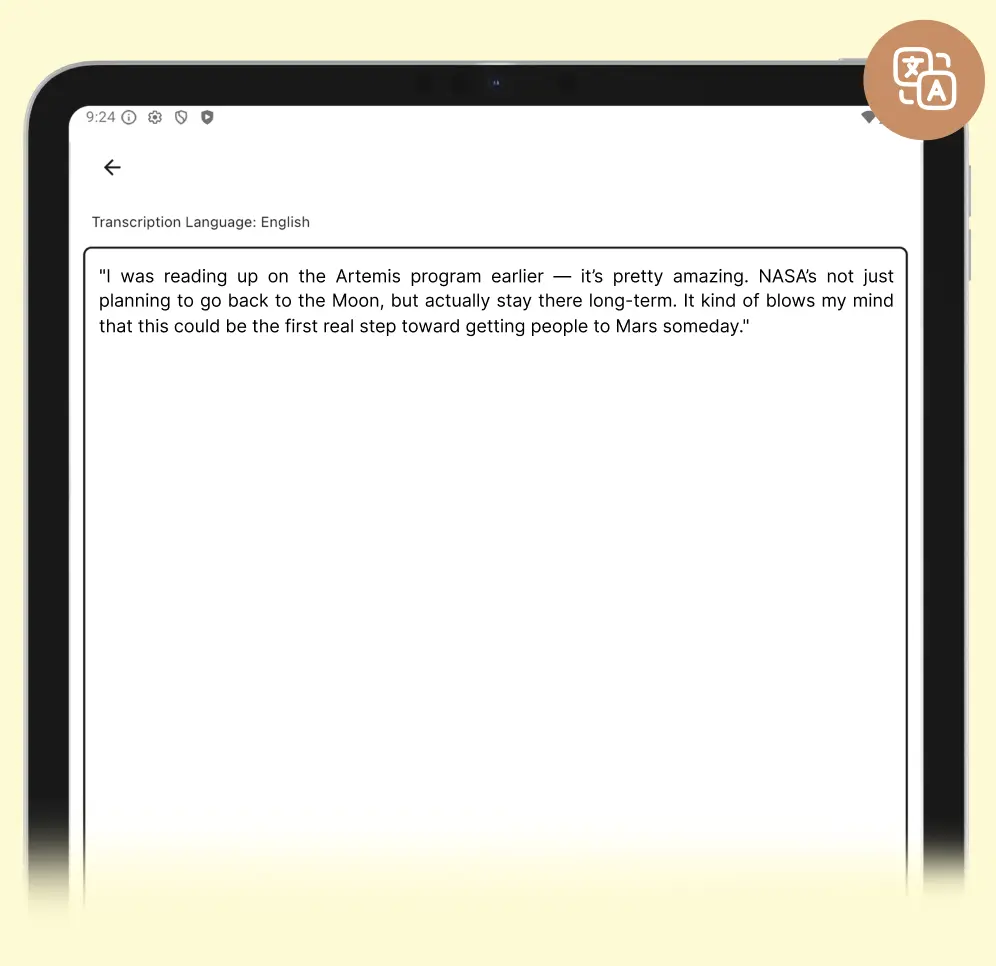 文
A
9:24
Transcription Language: English
"I was reading up on the Artemis program earlier — it’s pretty amazing. NASA’s not just
planning to go back to the Moon, but actually stay there long-term. It kind of blows my mind
that this could be the first real step toward getting people to Mars someday."